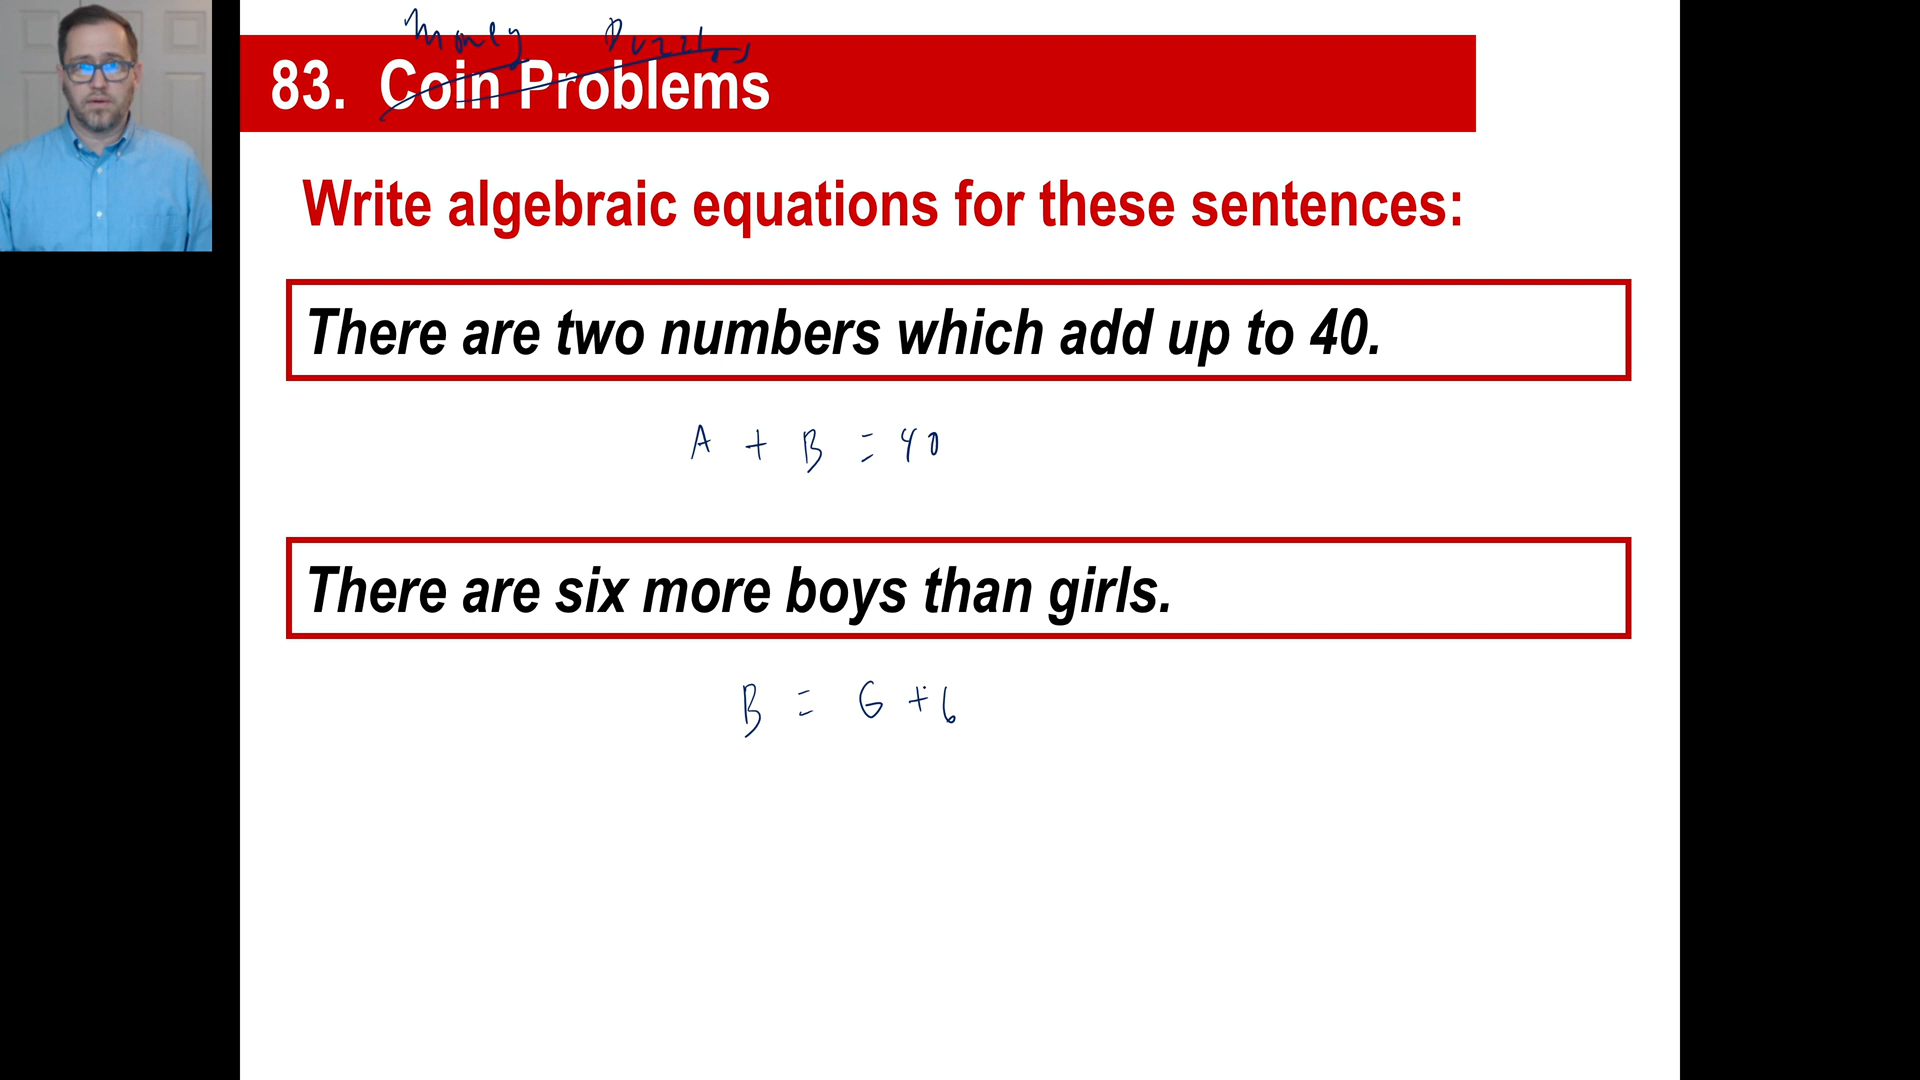 money Puzzles
83. Coin Problems
Write algebraic equations for these sentences:
There are two numbers which add up to 40.
A + B = 40
There are six more boys than girls.
B = G + 6